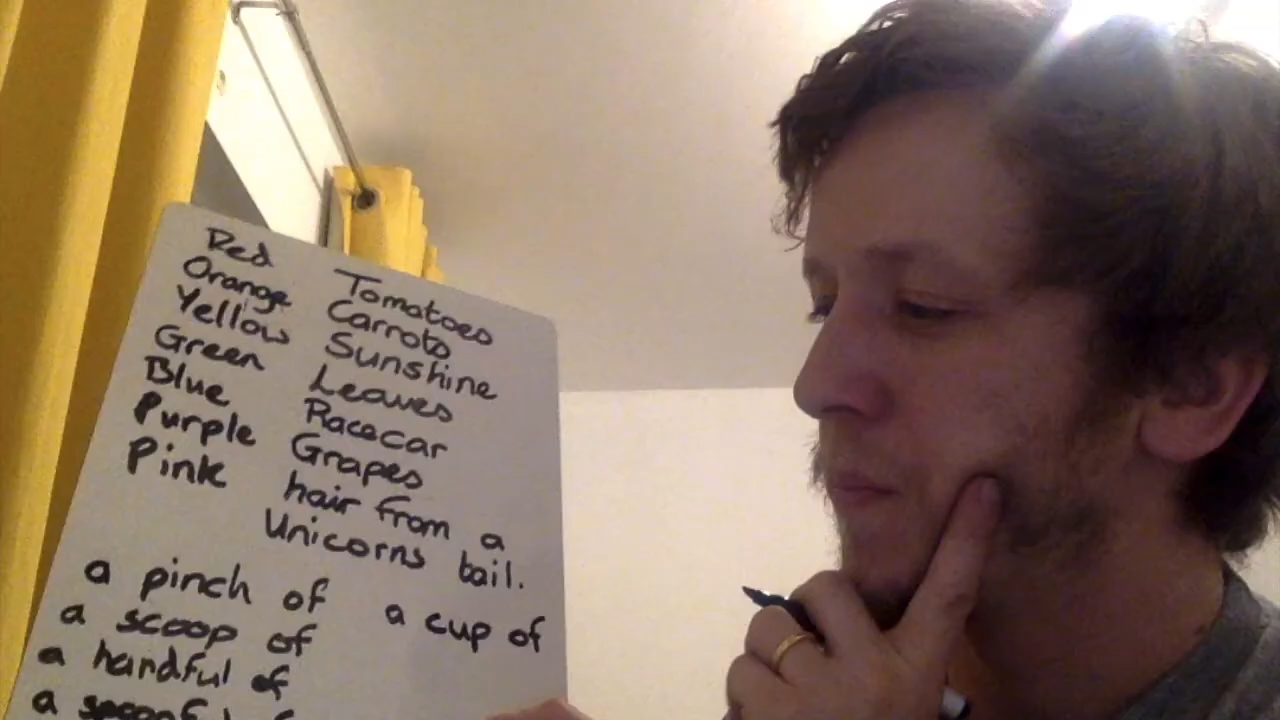 Red Tomatoes
Orange Carrots
Yellow Sunshine
Green Leaves
Blue Racecar
Purple Grapes
Pink hair from a
Unicorns tail.
a pinch of a cup of
a scoop of
a handful of
a